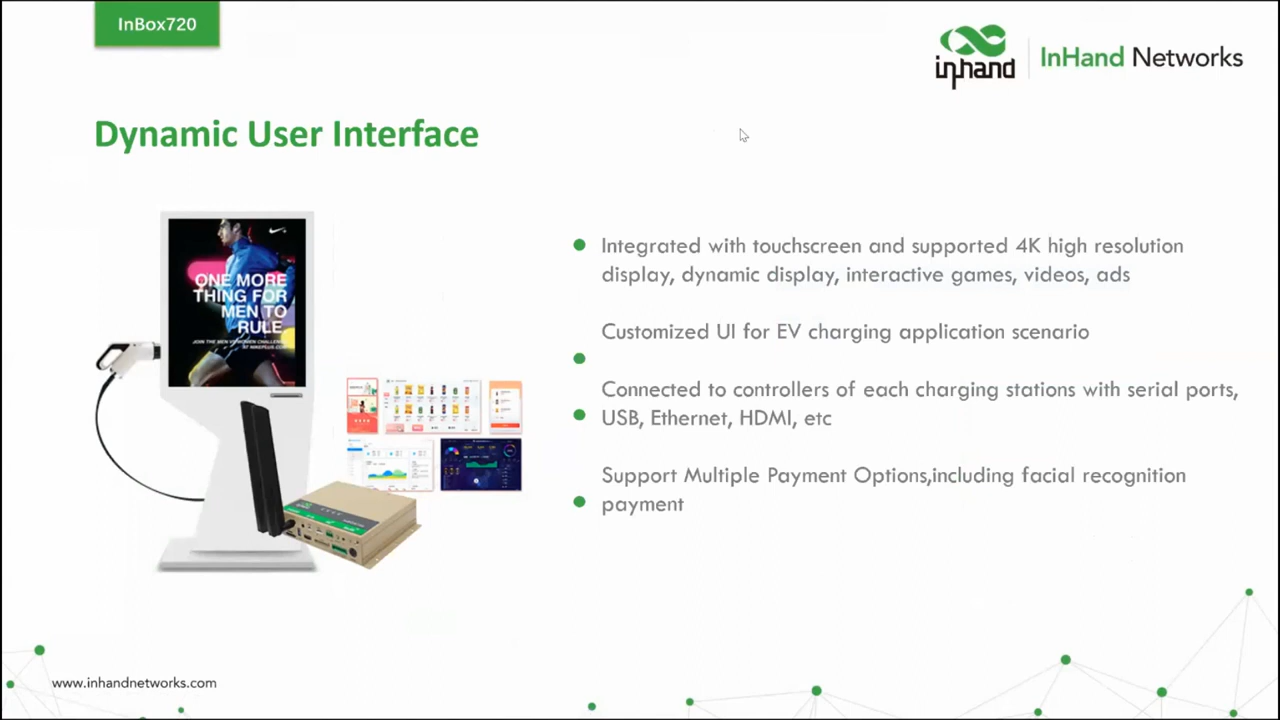 InBox720
inhand
InHand Networks
Dynamic User Interface
ONE MORE
THING FOR
MEN TO
RULE.
Integrated with touchscreen and supported 4K high resolution
display, dynamic display, interactive games, videos, ads
Customized UI for EV charging application scenario
Connected to controllers of each charging stations with serial ports,
USB, Ethernet, HDMI, etc
Support Multiple Payment Options,including facial recognition
payment
www.inhandnetworks.com